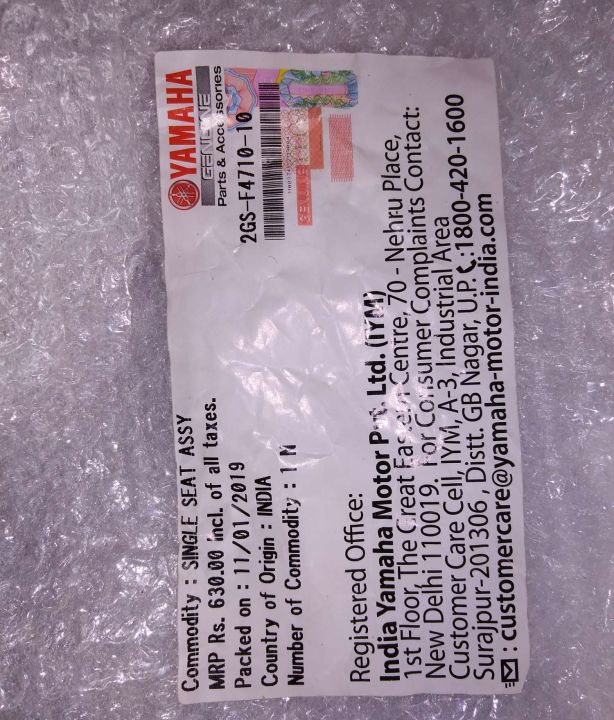 YAMAHA
GENUINE
Parts & Accessories
2GS-F4710-10
Commodity : SINGLE SEAT ASSY
MRP Rs. 630.00 incl. of all taxes.
Packed on : 11/01/2019
Country of Origin : INDIA
Number of Commodity : 1 N
Registered Office:
India Yamaha Motor Pvt. Ltd. (IYM)
1st Floor, The Great Eastern Centre, 70 - Nehru Place,
New Delhi 110019. For Consumer Complaints Contact:
Customer Care Cell, IYM, A-3, Industrial Area
Surajpur-201306, Distt. GB Nagar, U.P. :1800-420-1600
: customercare@yamaha-motor-india.com